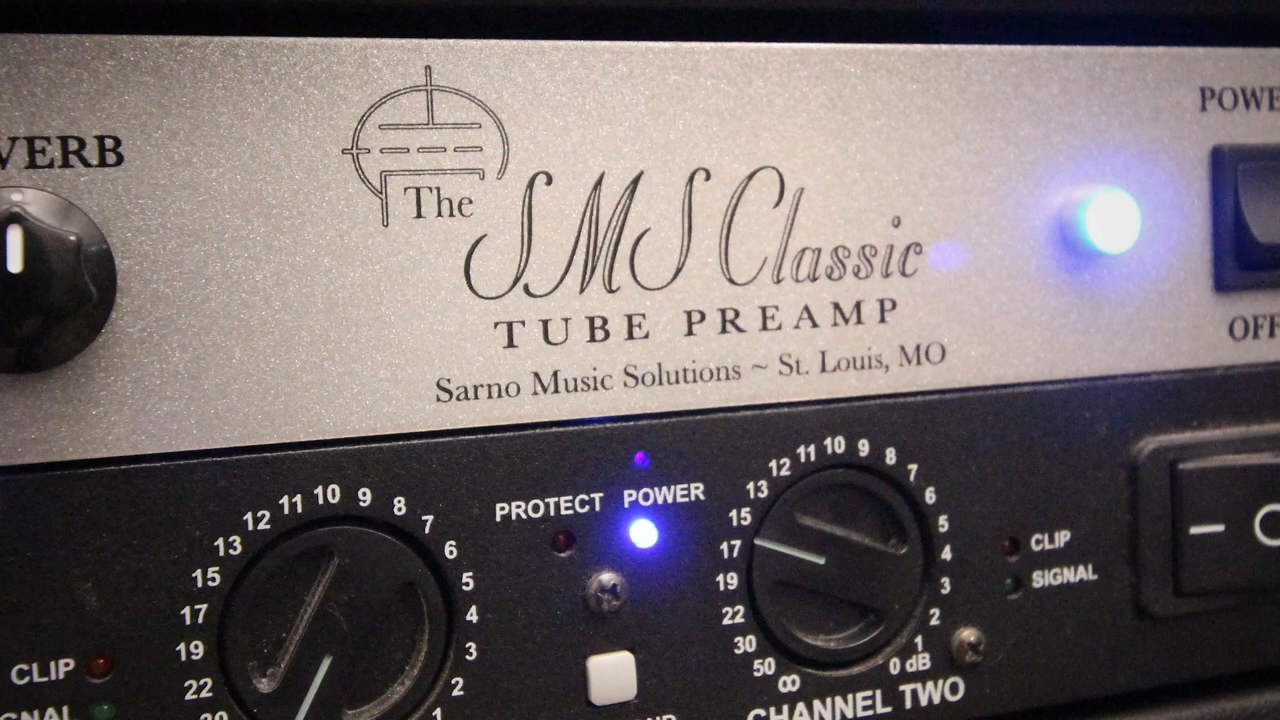 VERB
POWE
The
SMS Classic
TUBE PREAMP
OFF
Sarno Music Solutions ~ St. Louis, MO
PROTECT POWER
12 11 10 9 8 7 6 5 4 3 2 1
13 15 17 19 22 30
CLIP
12 11 10 9 8 7 6 5 4 3 2 1 0 dB
13 15 17 19 22 30 50 ∞
CLIP
SIGNAL
CHANNEL TWO